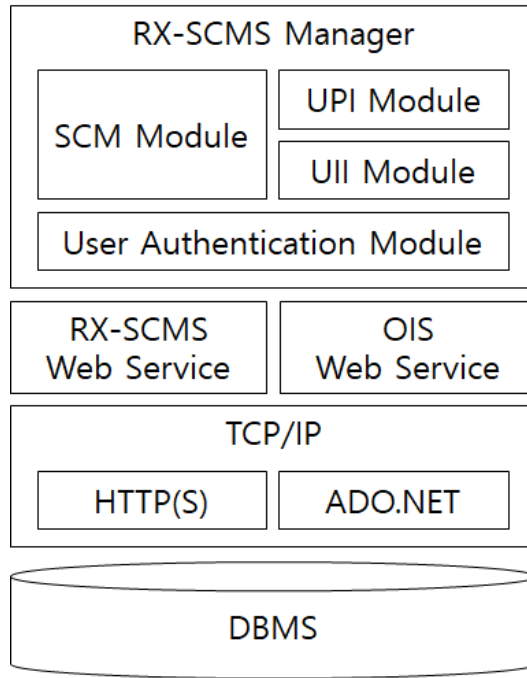 RX-SCMS Manager
SCM Module
UPI Module
UII Module
User Authentication Module
RX-SCMS
Web Service
OIS
Web Service
TCP/IP
HTTP(S)
ADO.NET
DBMS